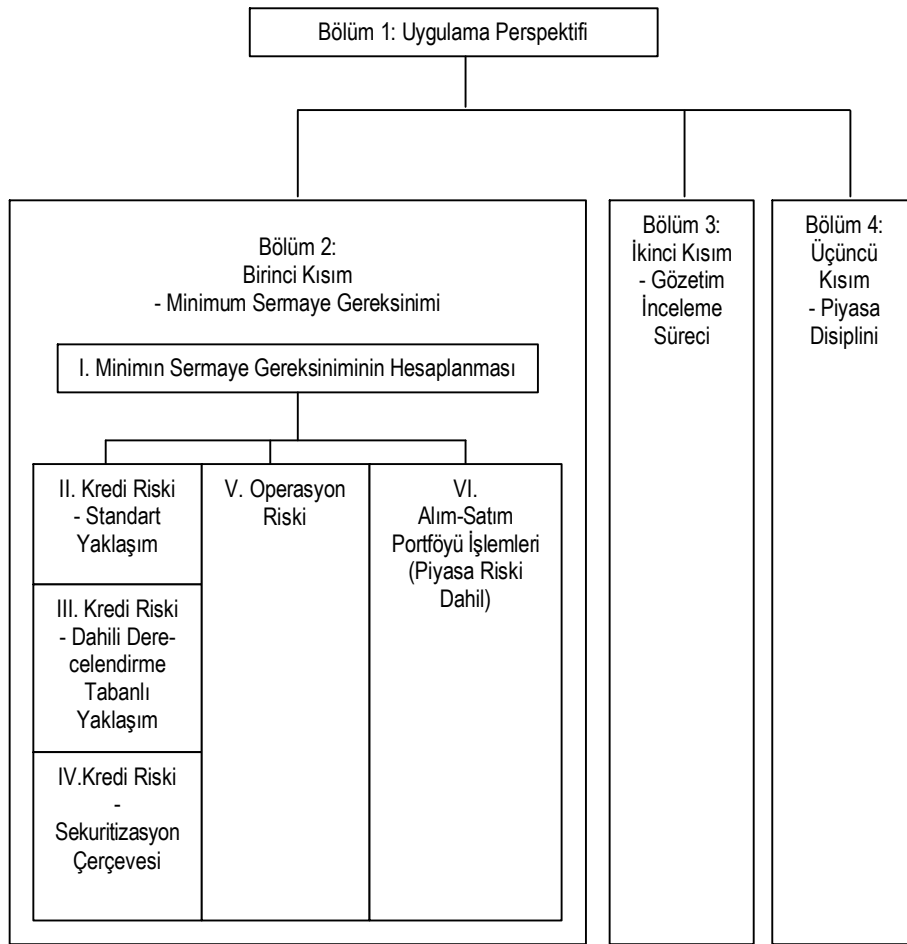 Bölüm 1: Uygulama Perspektifi
Bölüm 2:
Birinci Kısım
- Minimum Sermaye Gereksinimi
I. Minimın Sermaye Gereksiniminin Hesaplanması
II. Kredi Riski
- Standart
Yaklaşım
III. Kredi Riski
- Dahili Dere-
celendirme
Tabanlı
Yaklaşım
IV.Kredi Riski
-
Sekuritizasyon
Çerçevesi
V. Operasyon
Riski
VI.
Alım-Satım
Portföyü İşlemleri
(Piyasa Riski
Dahil)
Bölüm 3:
İkinci Kısım
- Gözetim
İnceleme
Süreci
Bölüm 4:
Üçüncü
Kısım
- Piyasa
Disiplini